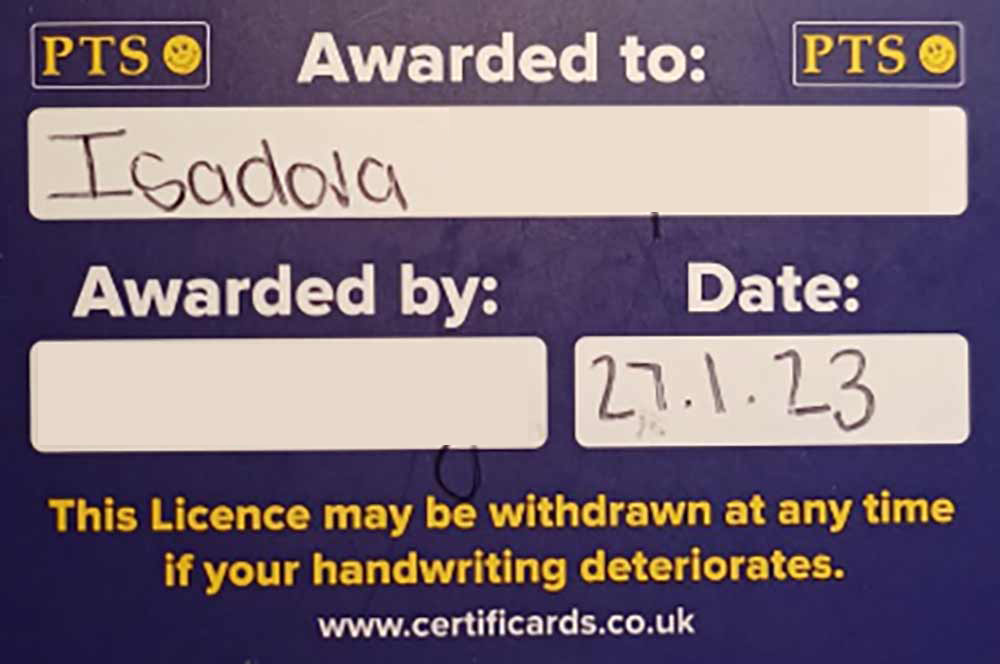 PTS Awarded to: PTS
Isadora
Awarded by: Date:
27.1.23
This Licence may be withdrawn at any time
if your handwriting deteriorates.
www.certificards.co.uk